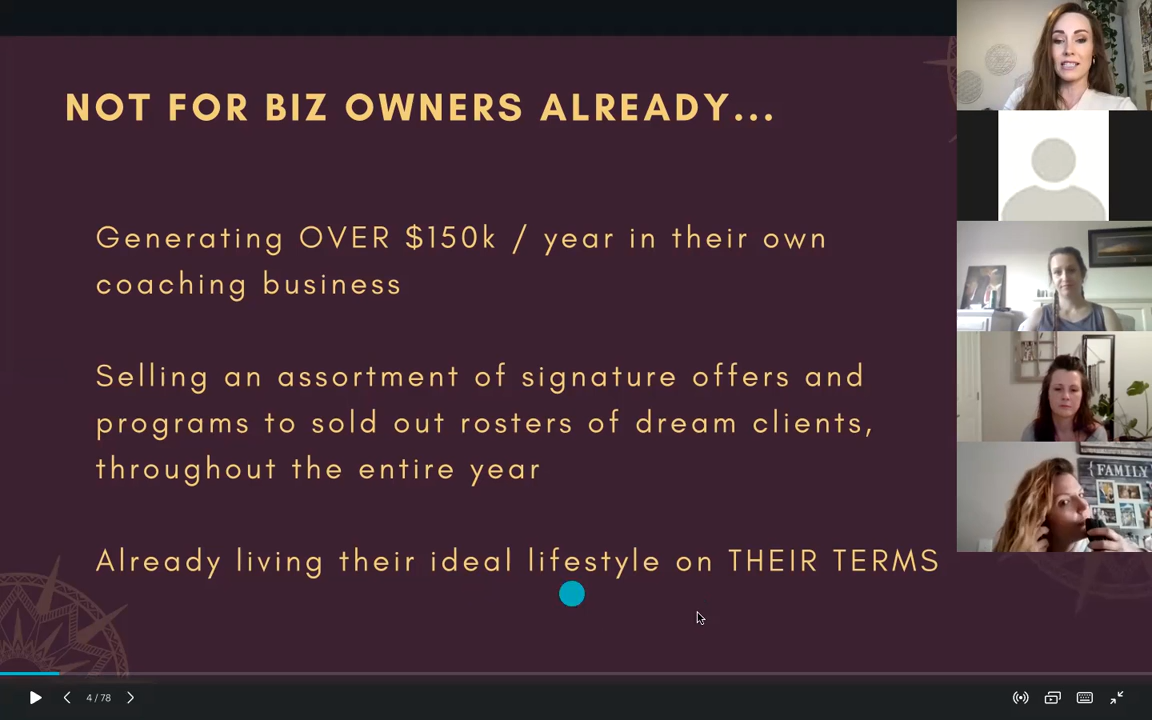 NOT FOR BIZ OWNERS ALREADY...
Generating OVER $150k / year in their own
coaching business
Selling an assortment of signature offers and
programs to sold out rosters of dream clients,
throughout the entire year
Already living their ideal lifestyle on THEIR TERMS
FAMILY
4 / 78